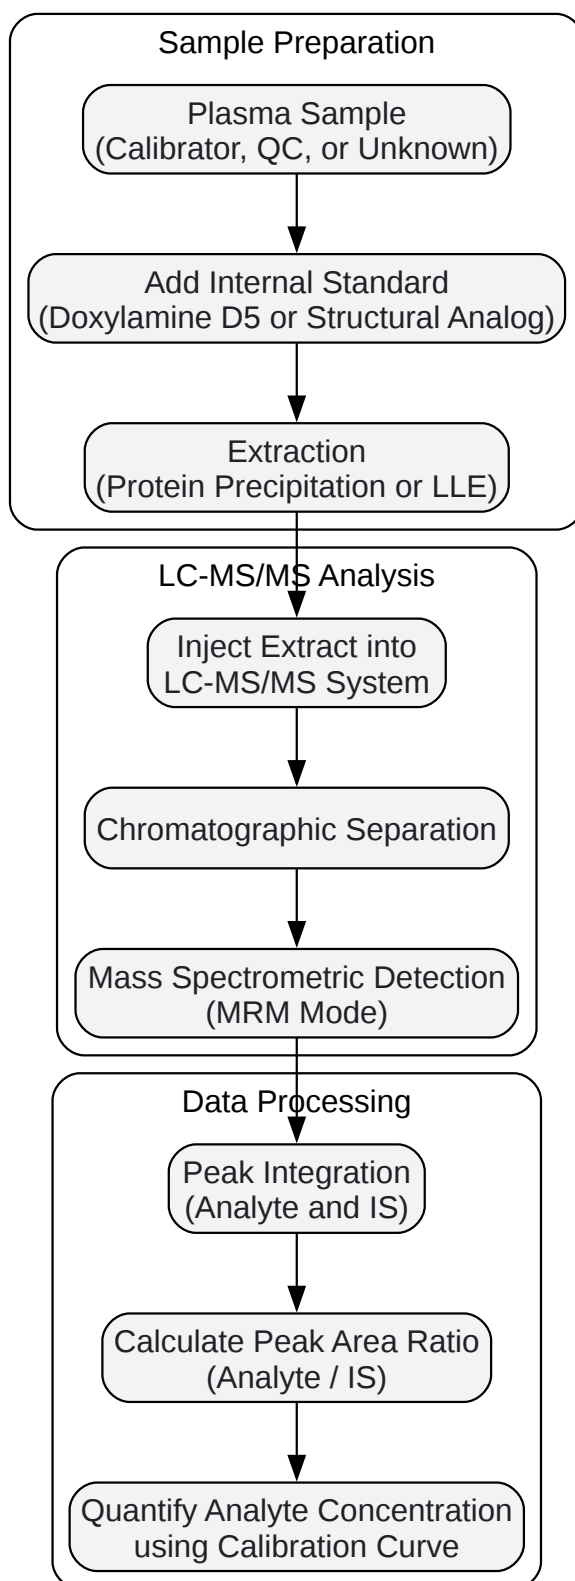 Sample Preparation
Plasma Sample
(Calibrator, QC, or Unknown)
Add Internal Standard
(Doxylamine D5 or Structural Analog)
Extraction
(Protein Precipitation or LLE)
LC-MS/MS Analysis
Inject Extract into
LC-MS/MS System
Chromatographic Separation
Mass Spectrometric Detection
(MRM Mode)
Data Processing
Peak Integration
(Analyte and IS)
Calculate Peak Area Ratio
(Analyte / IS)
Quantify Analyte Concentration
using Calibration Curve